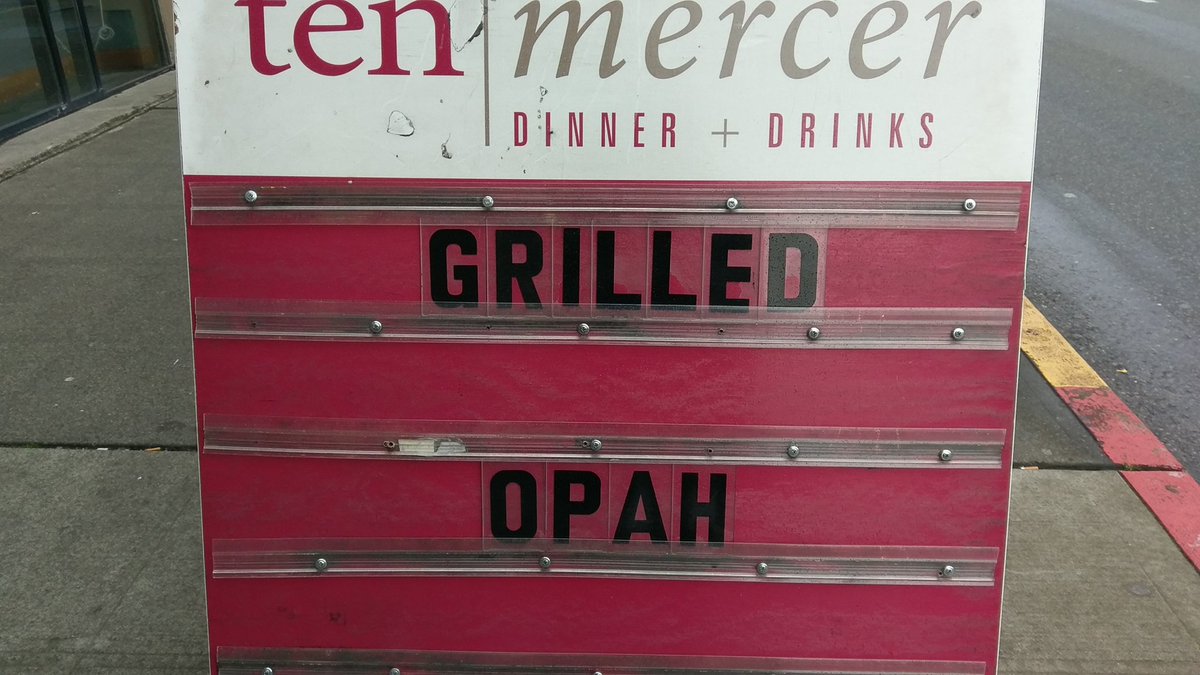 ten mercer
DINNER + DRINKS
GRILLED
OPAH